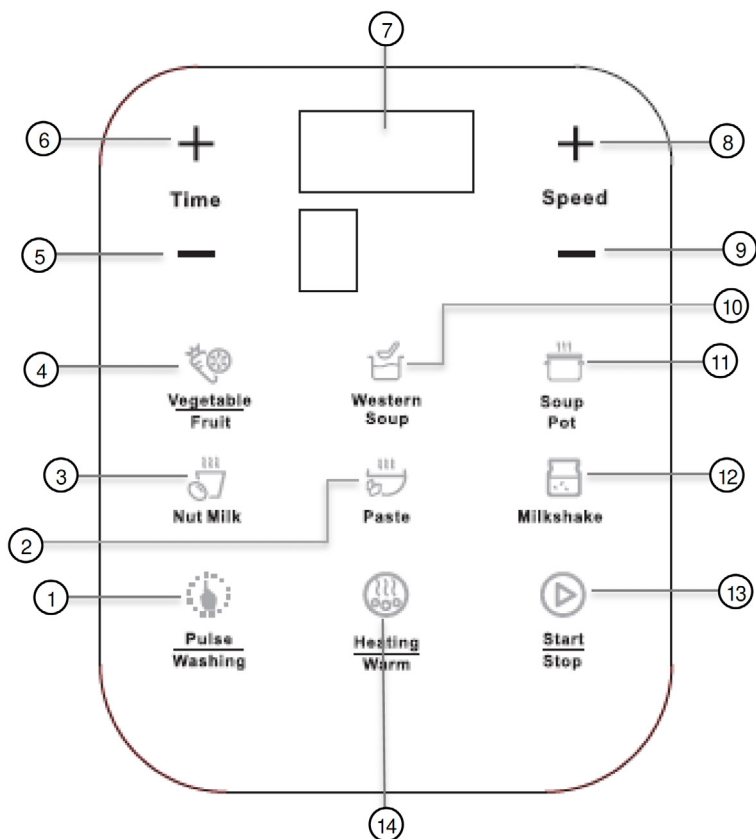 7
6
8
Time
Speed
5
9
10
4
11
Vegetable
Fruit
Western
Soup
Soup
Pot
3
12
Nut Milk
Paste
Milkshake
2
1
13
Pulse
Washing
Heating
Warm
Start
Stop
14